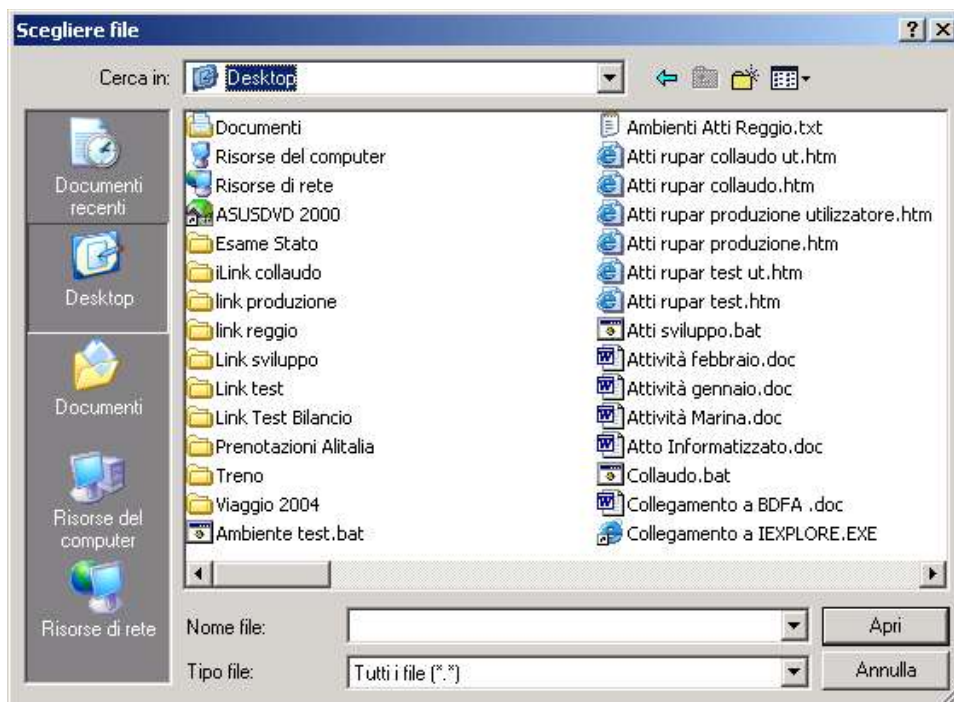 Scegliere file
Cerca in:
Desktop
Documenti
recenti
Desktop
Documenti
Risorse del
computer
Risorse di rete
Documenti
Risorse del computer
Risorse di rete
ASUSDVD 2000
Esame Stato
iLink collaudo
link produzione
link reggio
Link sviluppo
Link test
Link Test Bilancio
Prenotazioni Alitalia
Treno
Viaggio 2004
Ambiente test.bat
Ambienti Atti Reggio.txt
Atti rupar collaudo ut.htm
Atti rupar collaudo.htm
Atti rupar produzione utilizzatore.htm
Atti rupar produzione.htm
Atti rupar test ut.htm
Atti rupar test.htm
Atti sviluppo.bat
Attività febbraio.doc
Attività gennaio.doc
Attività Marina.doc
Atto Informatizzato.doc
Collaudo.bat
Collegamento a BDFA .doc
Collegamento a IEXPLORE.EXE
Nome file:
Apri
Tipo file:
Tutti i file (*.*)
Annulla